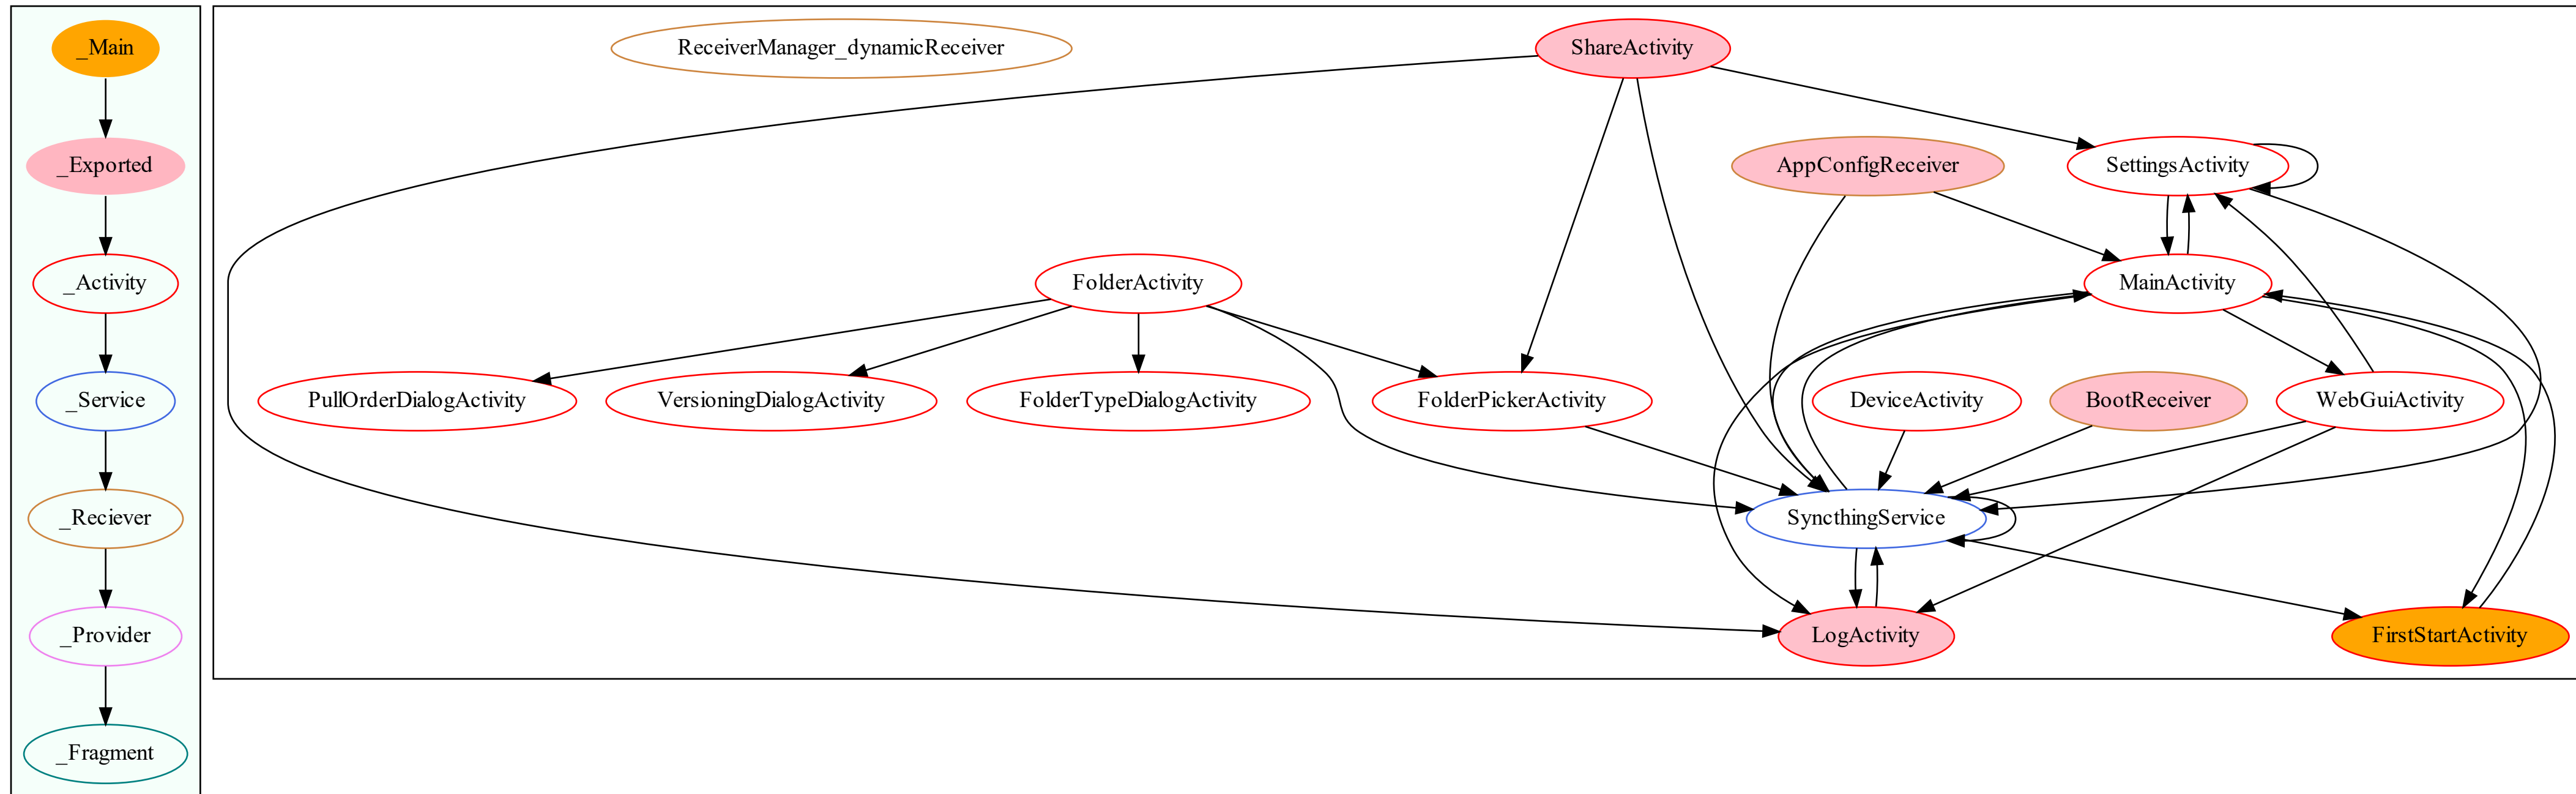 _Main
_Exported
_Activity
_Service
_Reciever
_Provider
_Fragment
ReceiverManager_dynamicReceiver
ShareActivity
AppConfigReceiver
SettingsActivity
FolderActivity
MainActivity
PullOrderDialogActivity
VersioningDialogActivity
FolderTypeDialogActivity
FolderPickerActivity
DeviceActivity
BootReceiver
WebGuiActivity
SyncthingService
LogActivity
FirstStartActivity